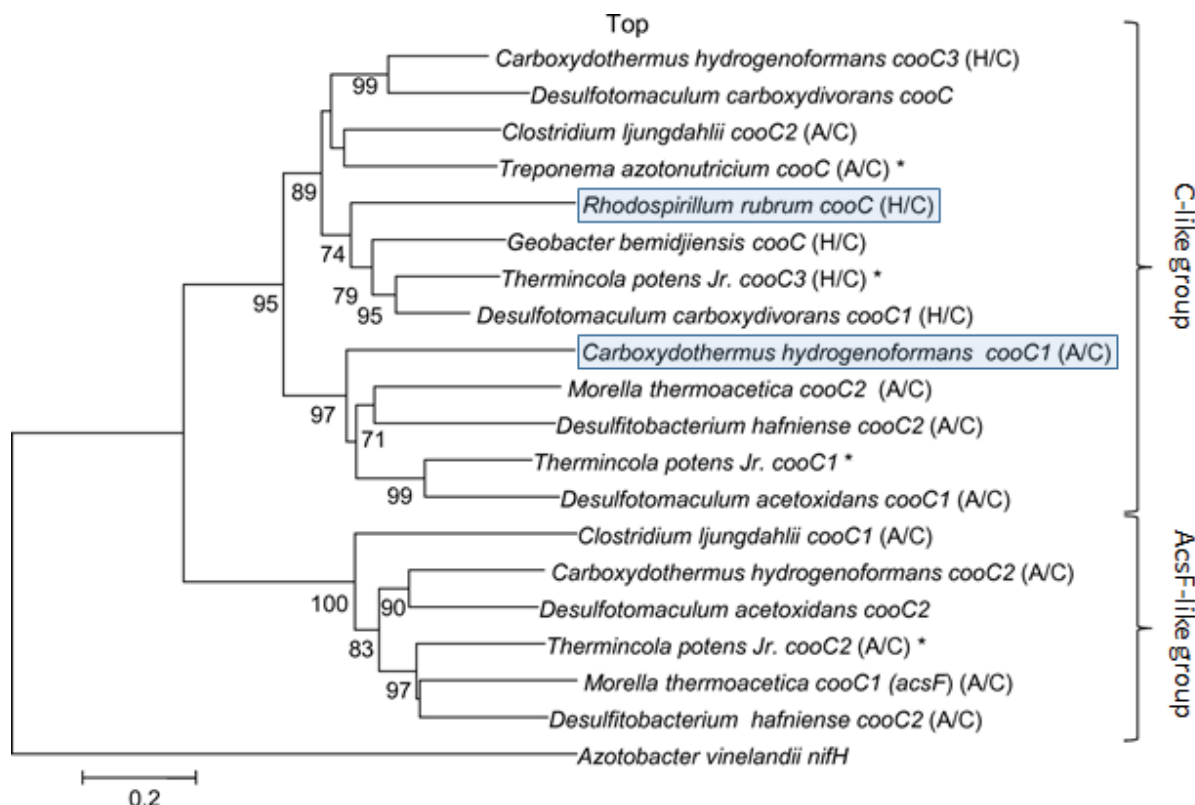 Top
Carboxydothermus hydrogenoformans cooC3 (H/C)
99
Desulfotomaculum carboxydivorans cooC
Clostridium ljungdahlii cooC2 (A/C)
Treponema azotonutricium cooC (A/C) *
89
Rhodospirillum rubrum cooC (H/C)
Geobacter bemidjiensis cooC (H/C)
74
Thermincola potens Jr. cooC3 (H/C) *
79
95
95
Desulfotomaculum carboxydivorans cooC1 (H/C)
C-like group
Carboxydothermus hydrogenoformans cooC1 (A/C)
Morella thermoacetica cooC2 (A/C)
97
Desulfitobacterium hafniense cooC2 (A/C)
71
Thermincola potens Jr. cooC1 *
99
Desulfotomaculum acetoxidans cooC1 (A/C)
Clostridium ljungdahlii cooC1 (A/C)
Carboxydothermus hydrogenoformans cooC2 (A/C)
100
90
Desulfotomaculum acetoxidans cooC2
83
Thermincola potens Jr. cooC2 (A/C) *
AcsF-like group
Morella thermoacetica cooC1 (acsF) (A/C)
97
Desulfitobacterium hafniense cooC2 (A/C)
Azotobacter vinelandii nifH
0.2